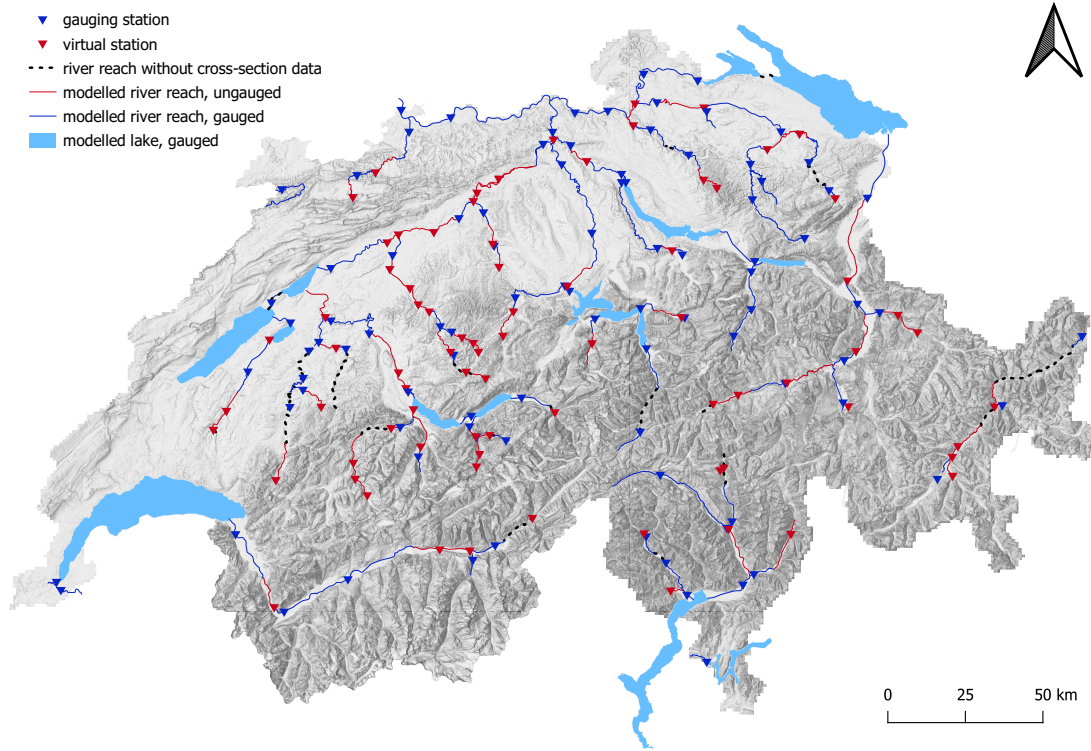 gauging station
virtual station
river reach without cross-section data
modelled river reach, ungauged
modelled river reach, gauged
modelled lake, gauged
0 25 50 km